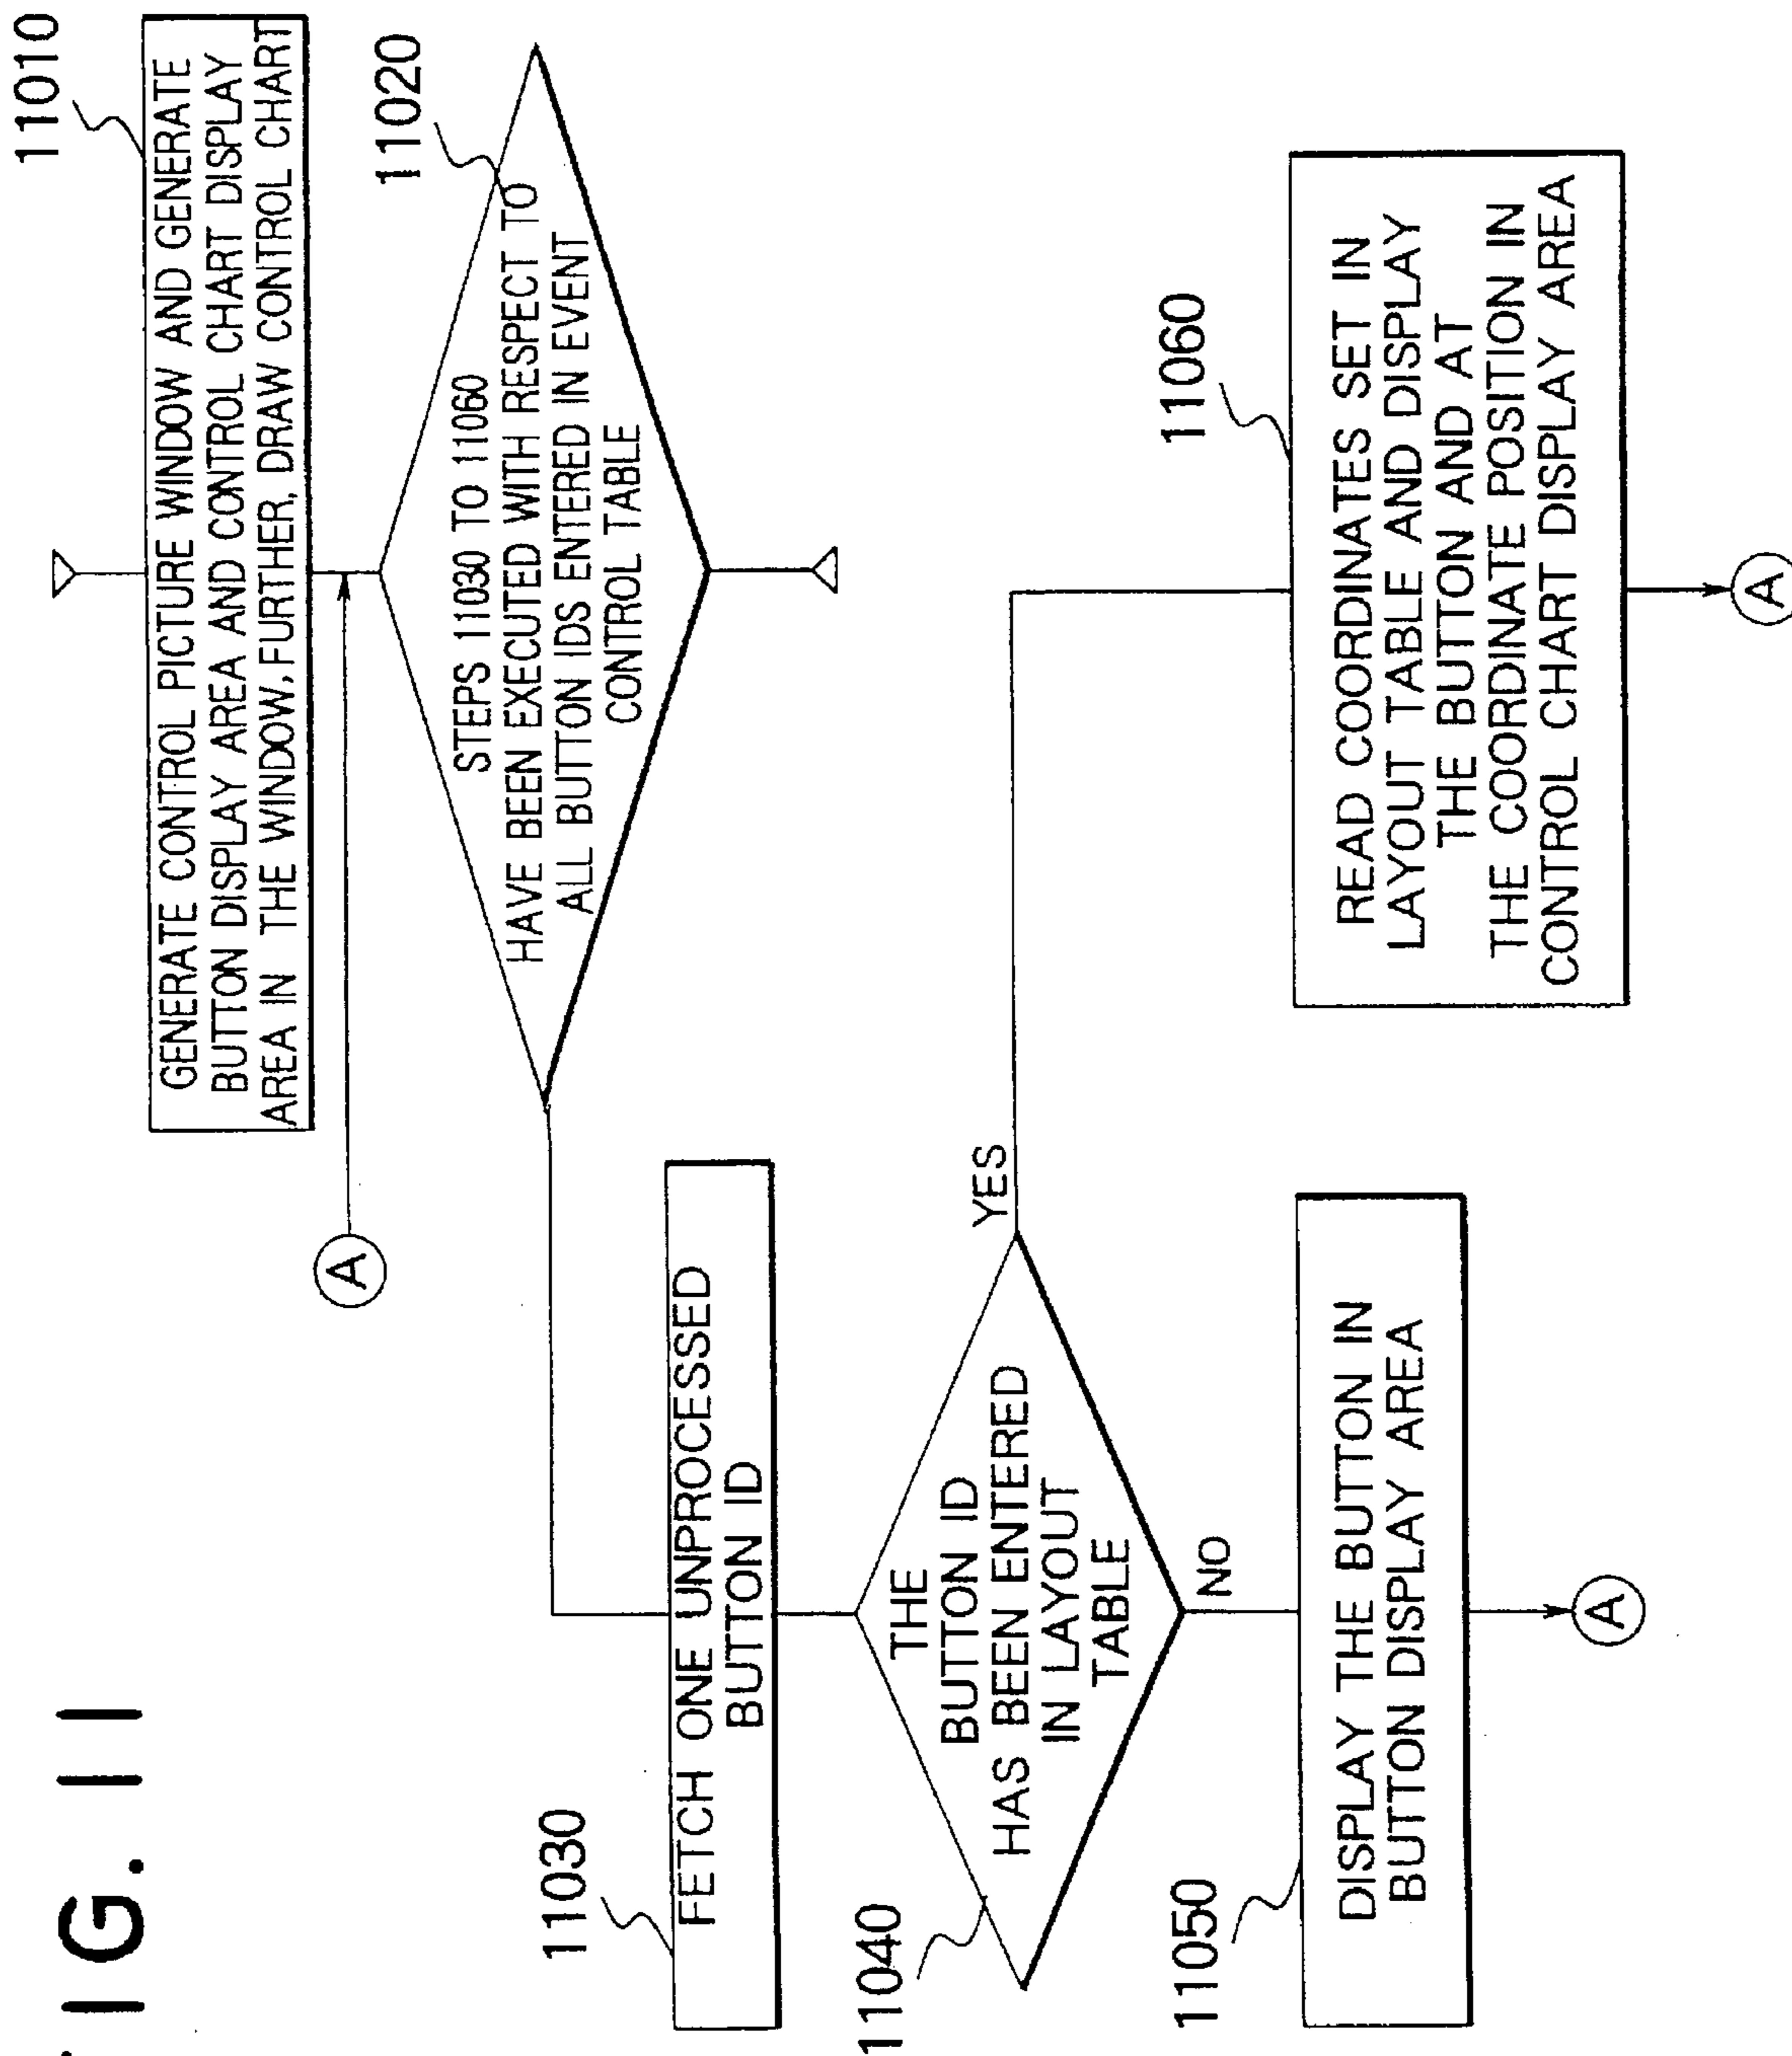 FIG. 11
11010
GENERATE CONTROL PICTURE WINDOW AND GENERATE
BUTTON DISPLAY AREA AND CONTROL CHART DISPLAY
AREA IN THE WINDOW,FURTHER, DRAW CONTROL CHART
A
11020
STEPS 11030 TO 11060
HAVE BEEN EXECUTED WITH RESPECT TO
ALL BUTTON IDS ENTERED IN EVENT
CONTROL TABLE
11030
FETCH ONE UNPROCESSED
BUTTON ID
11040
THE
BUTTON ID
HAS BEEN ENTERED
IN LAYOUT
TABLE
YES
NO
11050
DISPLAY THE BUTTON IN
BUTTON DISPLAY AREA
A
11060
READ COORDINATES SET IN
LAYOUT TABLE AND DISPLAY
THE BUTTON AND AT
THE COORDINATE POSITION IN
CONTROL CHART DISPLAY AREA
A